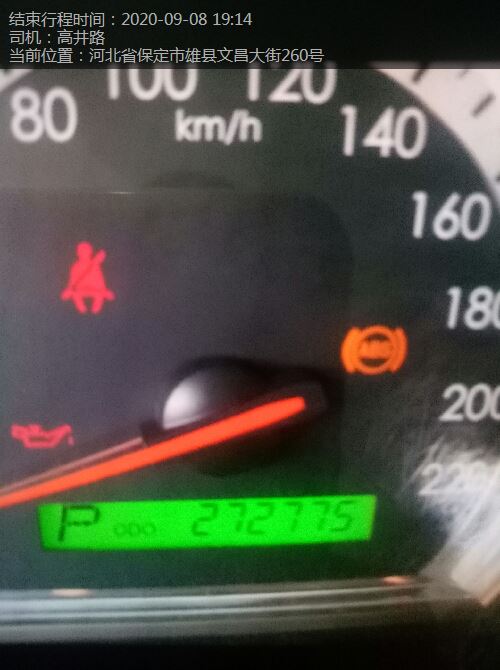 结束行程时间：2020-09-08 19:14
司机：高井路
当前位置：河北省保定市雄县文昌大街260号
80 100 120 140 160 180 200 220
km/h
ABS
P ODO 272775